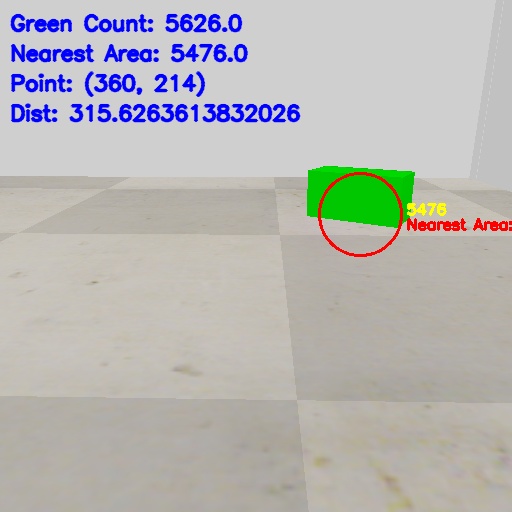 Green Count: 5626.0
Nearest Area: 5476.0
Point: (360, 214)
Dist: 315.6263613832026
5476
Nearest Area: